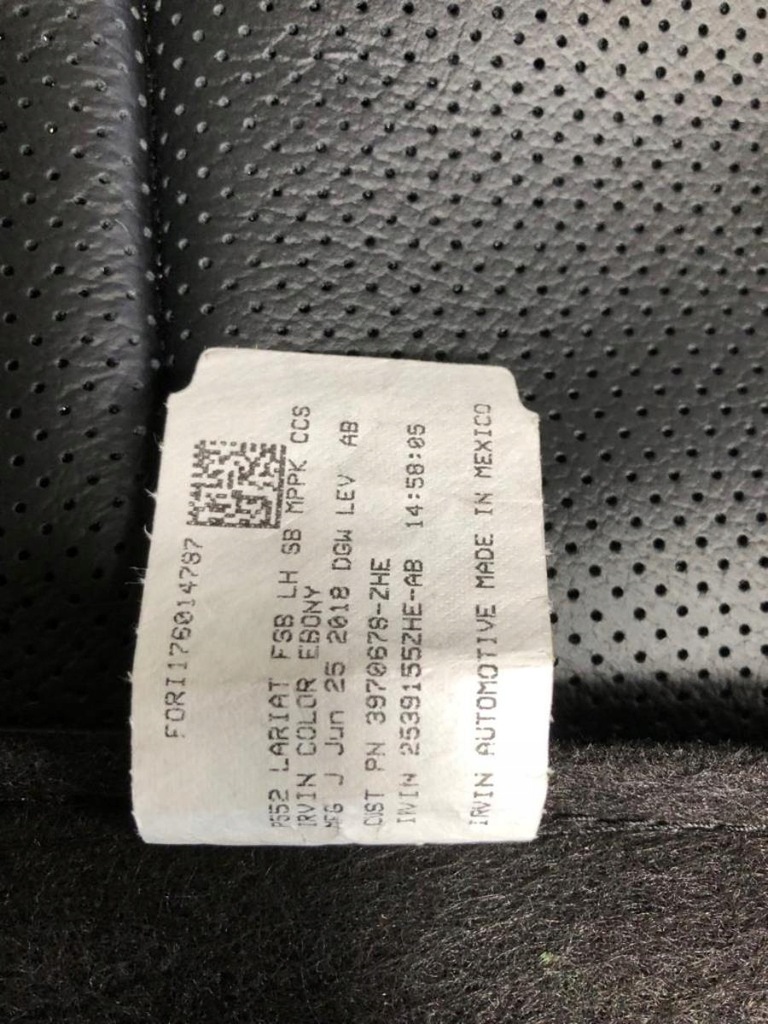 FORI1176014787
P552 LARIAT FSB LH SB MPPK CCS
IRVIN COLOR EBONY
MFG J Jun 25 2018 DGW LEV AB
CUST PN 3970678-ZHE
IRVIN 2539155ZHE-AB 14:58:05
IRVIN AUTOMOTIVE MADE IN MEXICO